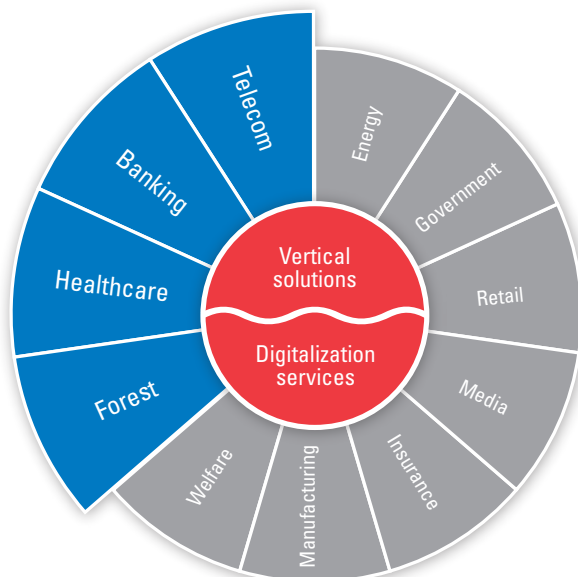 Telecom
Banking
Healthcare
Forest
Energy
Government
Retail
Media
Insurance
Manufacturing
Welfare
Vertical
solutions
Digitalization
services